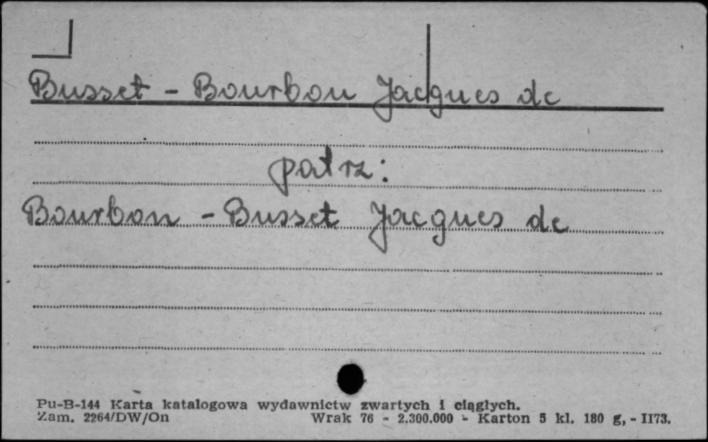 Busset - Bourbon Jacques de
patrz:
Bourbon - Busset Jacques de
Pu-B-144 Karta katalogowa wydawnictw zwartych i ciągłych.
Zam. 2264/DW/On Wrak 76 - 2.300.000 - Karton 5 kl. 180 g, - II73.